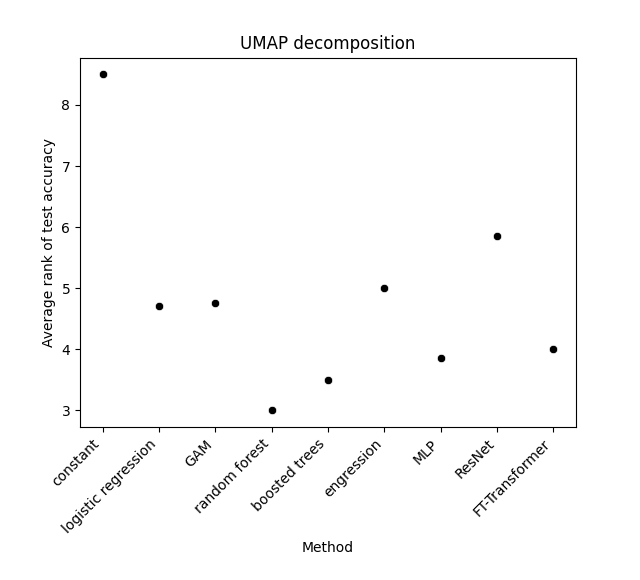 UMAP decomposition
Average rank of test accuracy
8
7
6
5
4
3
constant
logistic regression
GAM
random forest
boosted trees
engression
MLP
ResNet
FT-Transformer
Method